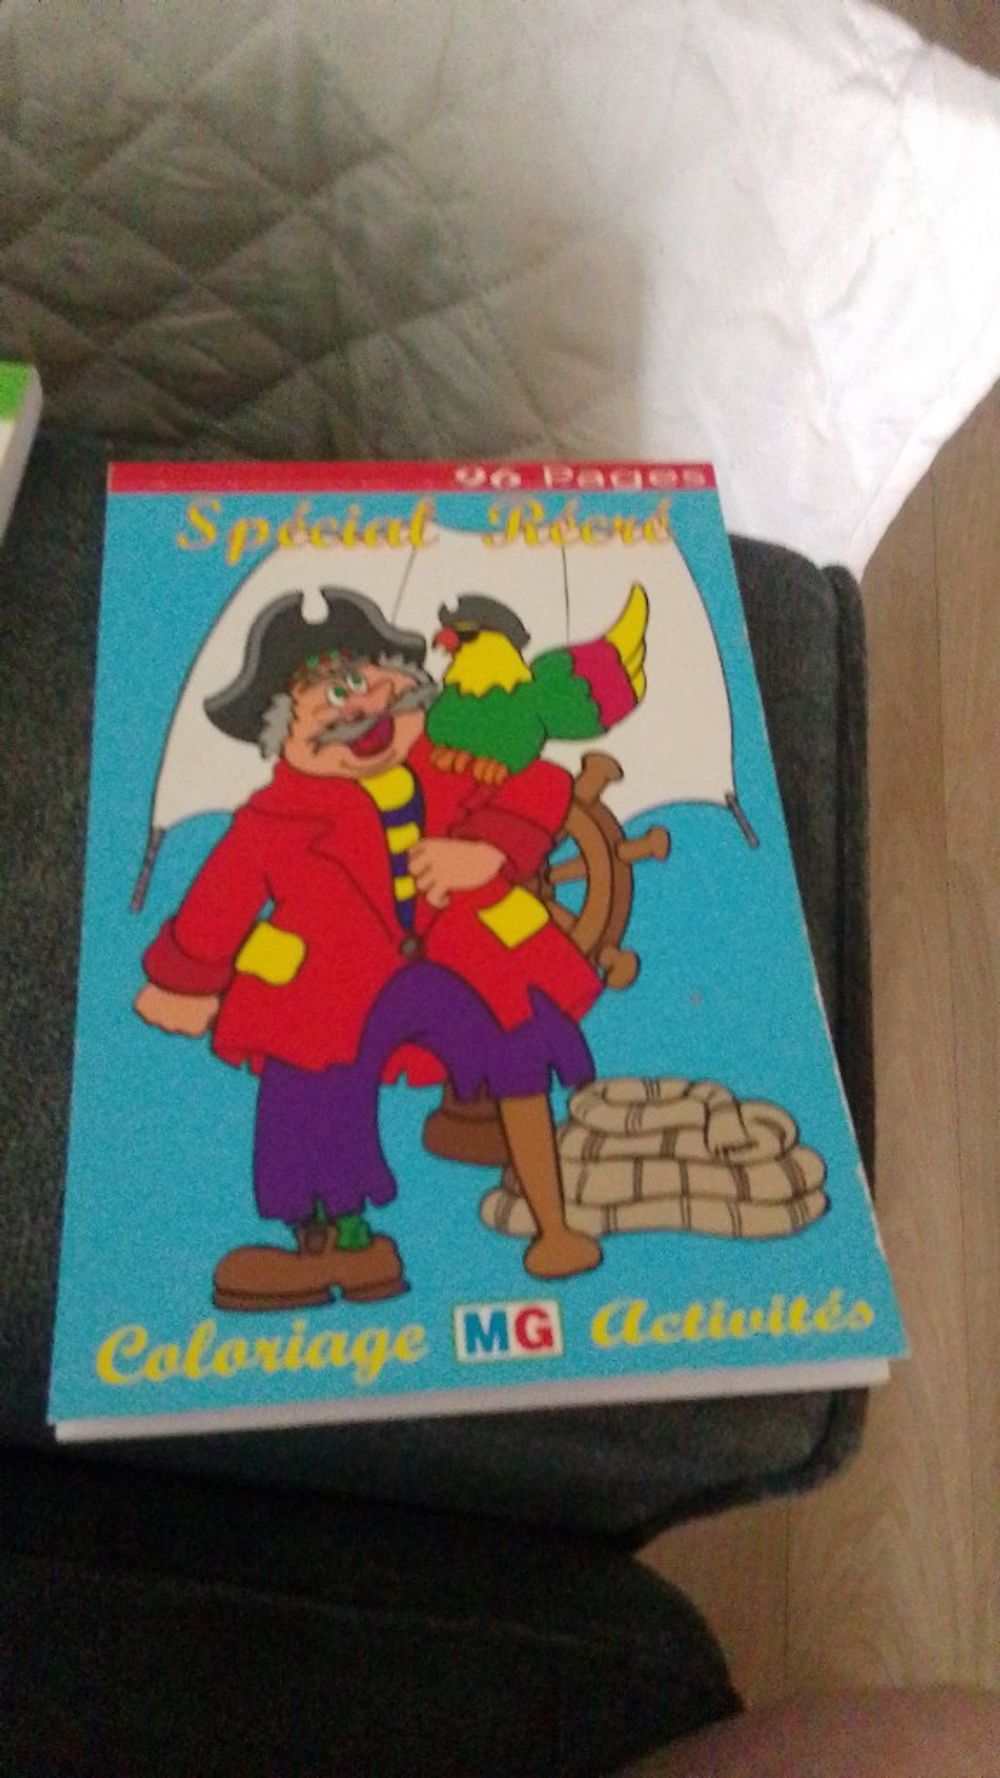 96 Pages
Spécial Récré
Coloriage MG Activités